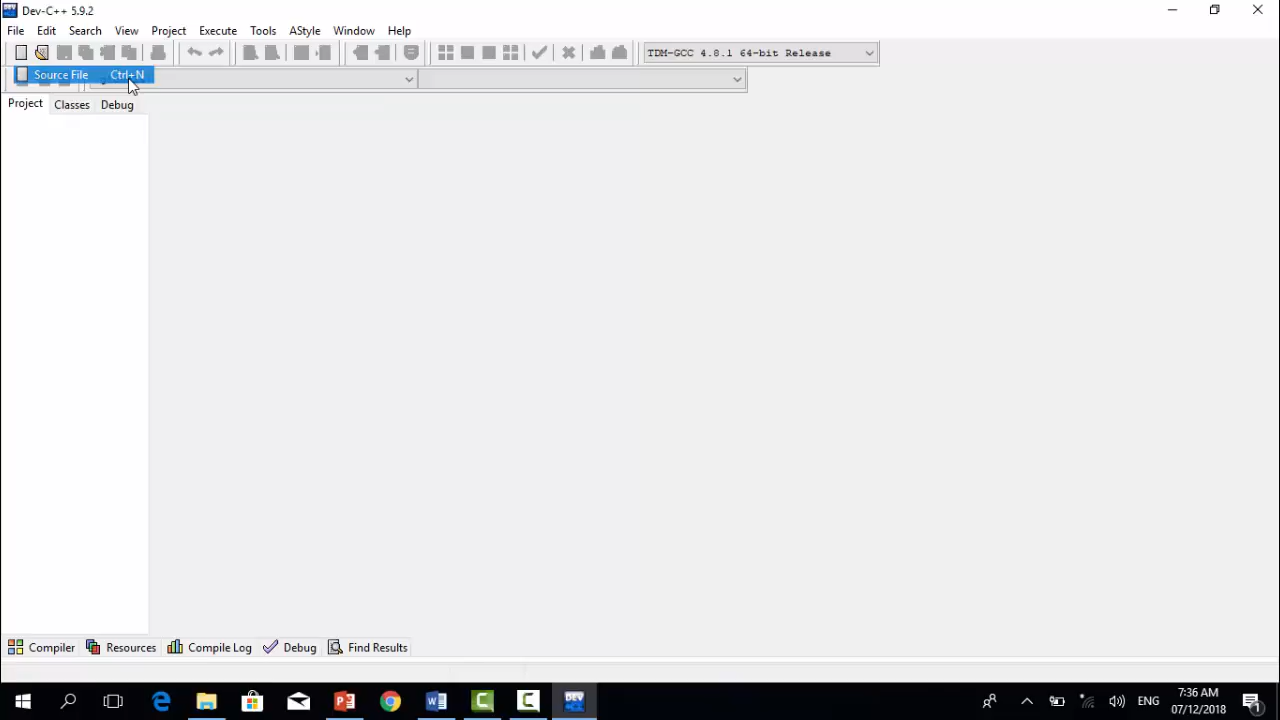 Dev-C++ 5.9.2
File Edit Search View Project Execute Tools AStyle Window Help
TDM-GCC 4.8.1 64-bit Release
Source File Ctrl+N
Project Classes Debug
Compiler Resources Compile Log Debug Find Results
7:36 AM
ENG
07/12/2018